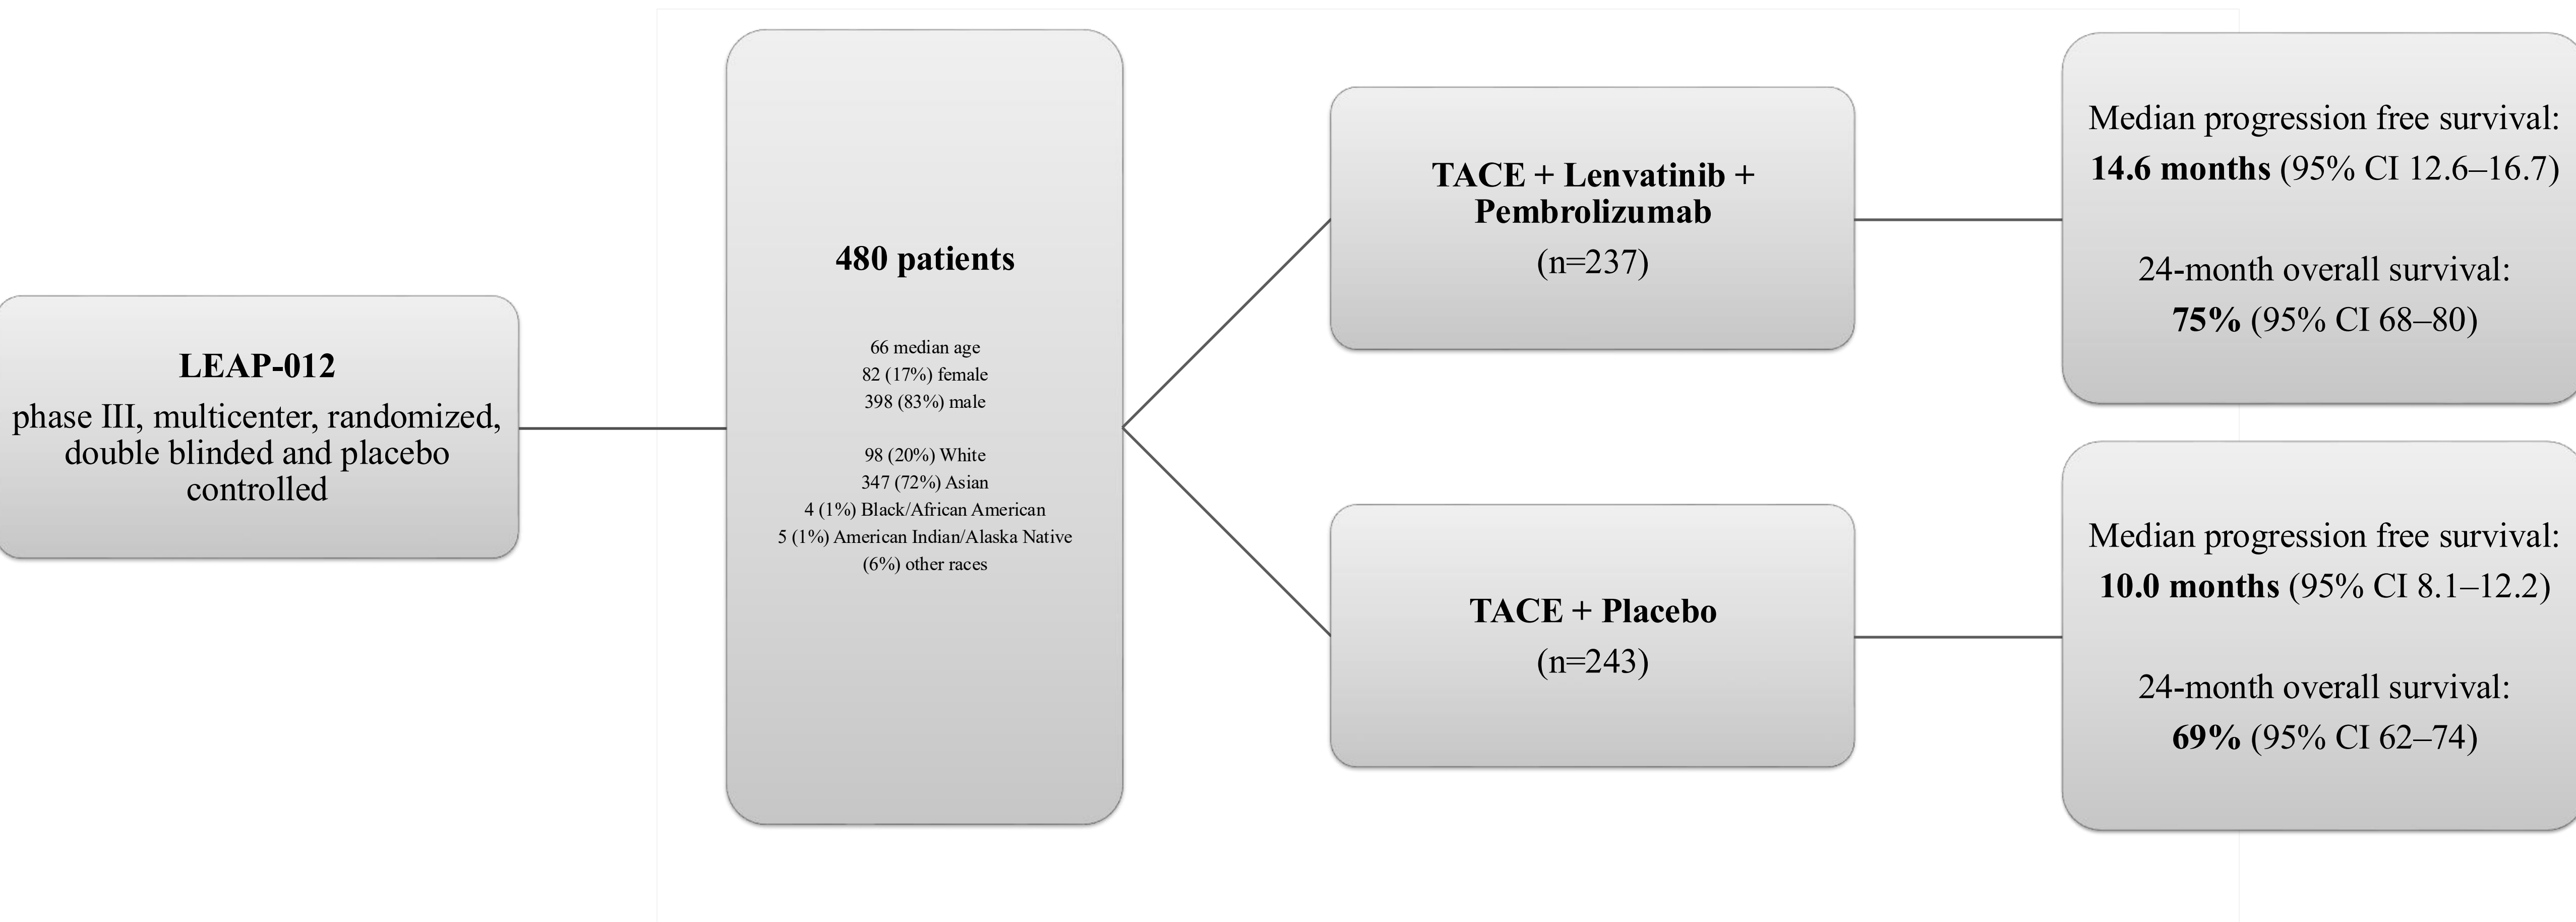 LEAP-012
phase III, multicenter, randomized,
double blinded and placebo
controlled
480 patients
66 median age
82 (17%) female
398 (83%) male
98 (20%) White
347 (72%) Asian
4 (1%) Black/African American
5 (1%) American Indian/Alaska Native
(6%) other races
TACE + Lenvatinib +
Pembrolizumab
(n=237)
Median progression free survival:
14.6 months (95% CI 12.6–16.7)
24-month overall survival:
75% (95% CI 68–80)
TACE + Placebo
(n=243)
Median progression free survival:
10.0 months (95% CI 8.1–12.2)
24-month overall survival:
69% (95% CI 62–74)